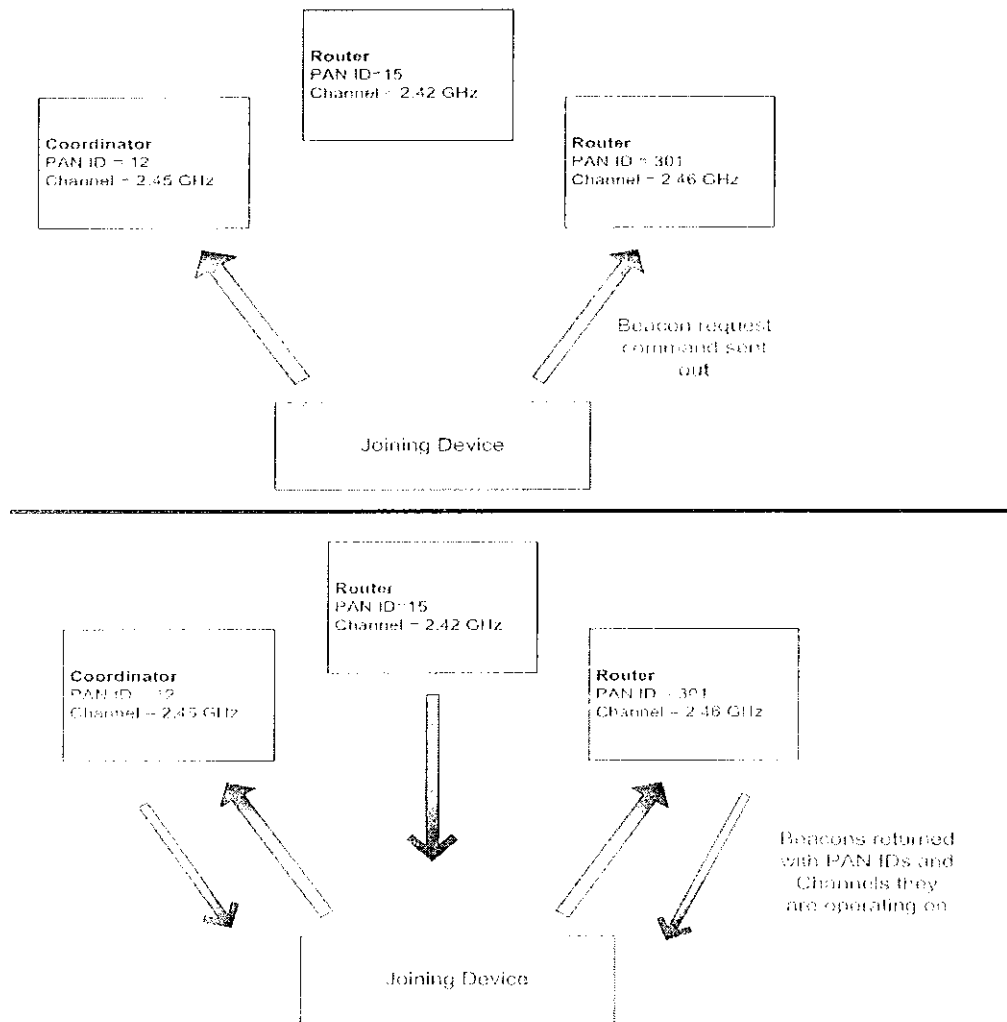 Router
PAN ID=15
Channel = 2.42 GHz
Coordinator
PAN ID = 12
Channel = 2.45 GHz
Router
PAN ID = 301
Channel = 2.46 GHz
Beacon request
command sent
out
Joining Device
Router
PAN ID=15
Channel = 2.42 GHz
Coordinator
PAN ID = 12
Channel = 2.45 GHz
Router
PAN ID = 301
Channel = 2.46 GHz
Beacons returned
with PAN IDs and
Channels they
are operating on
Joining Device